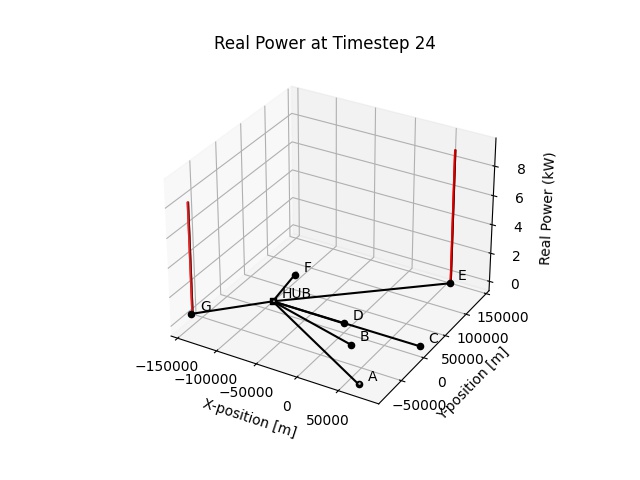 Real Power at Timestep 24
8
6
4
2
0
Real Power (kW)
F
E
HUB
G
D
B
C
A
150000
100000
50000
0
−50000
Y-position [m]
−150000
−100000
−50000
0
50000
X-position [m]